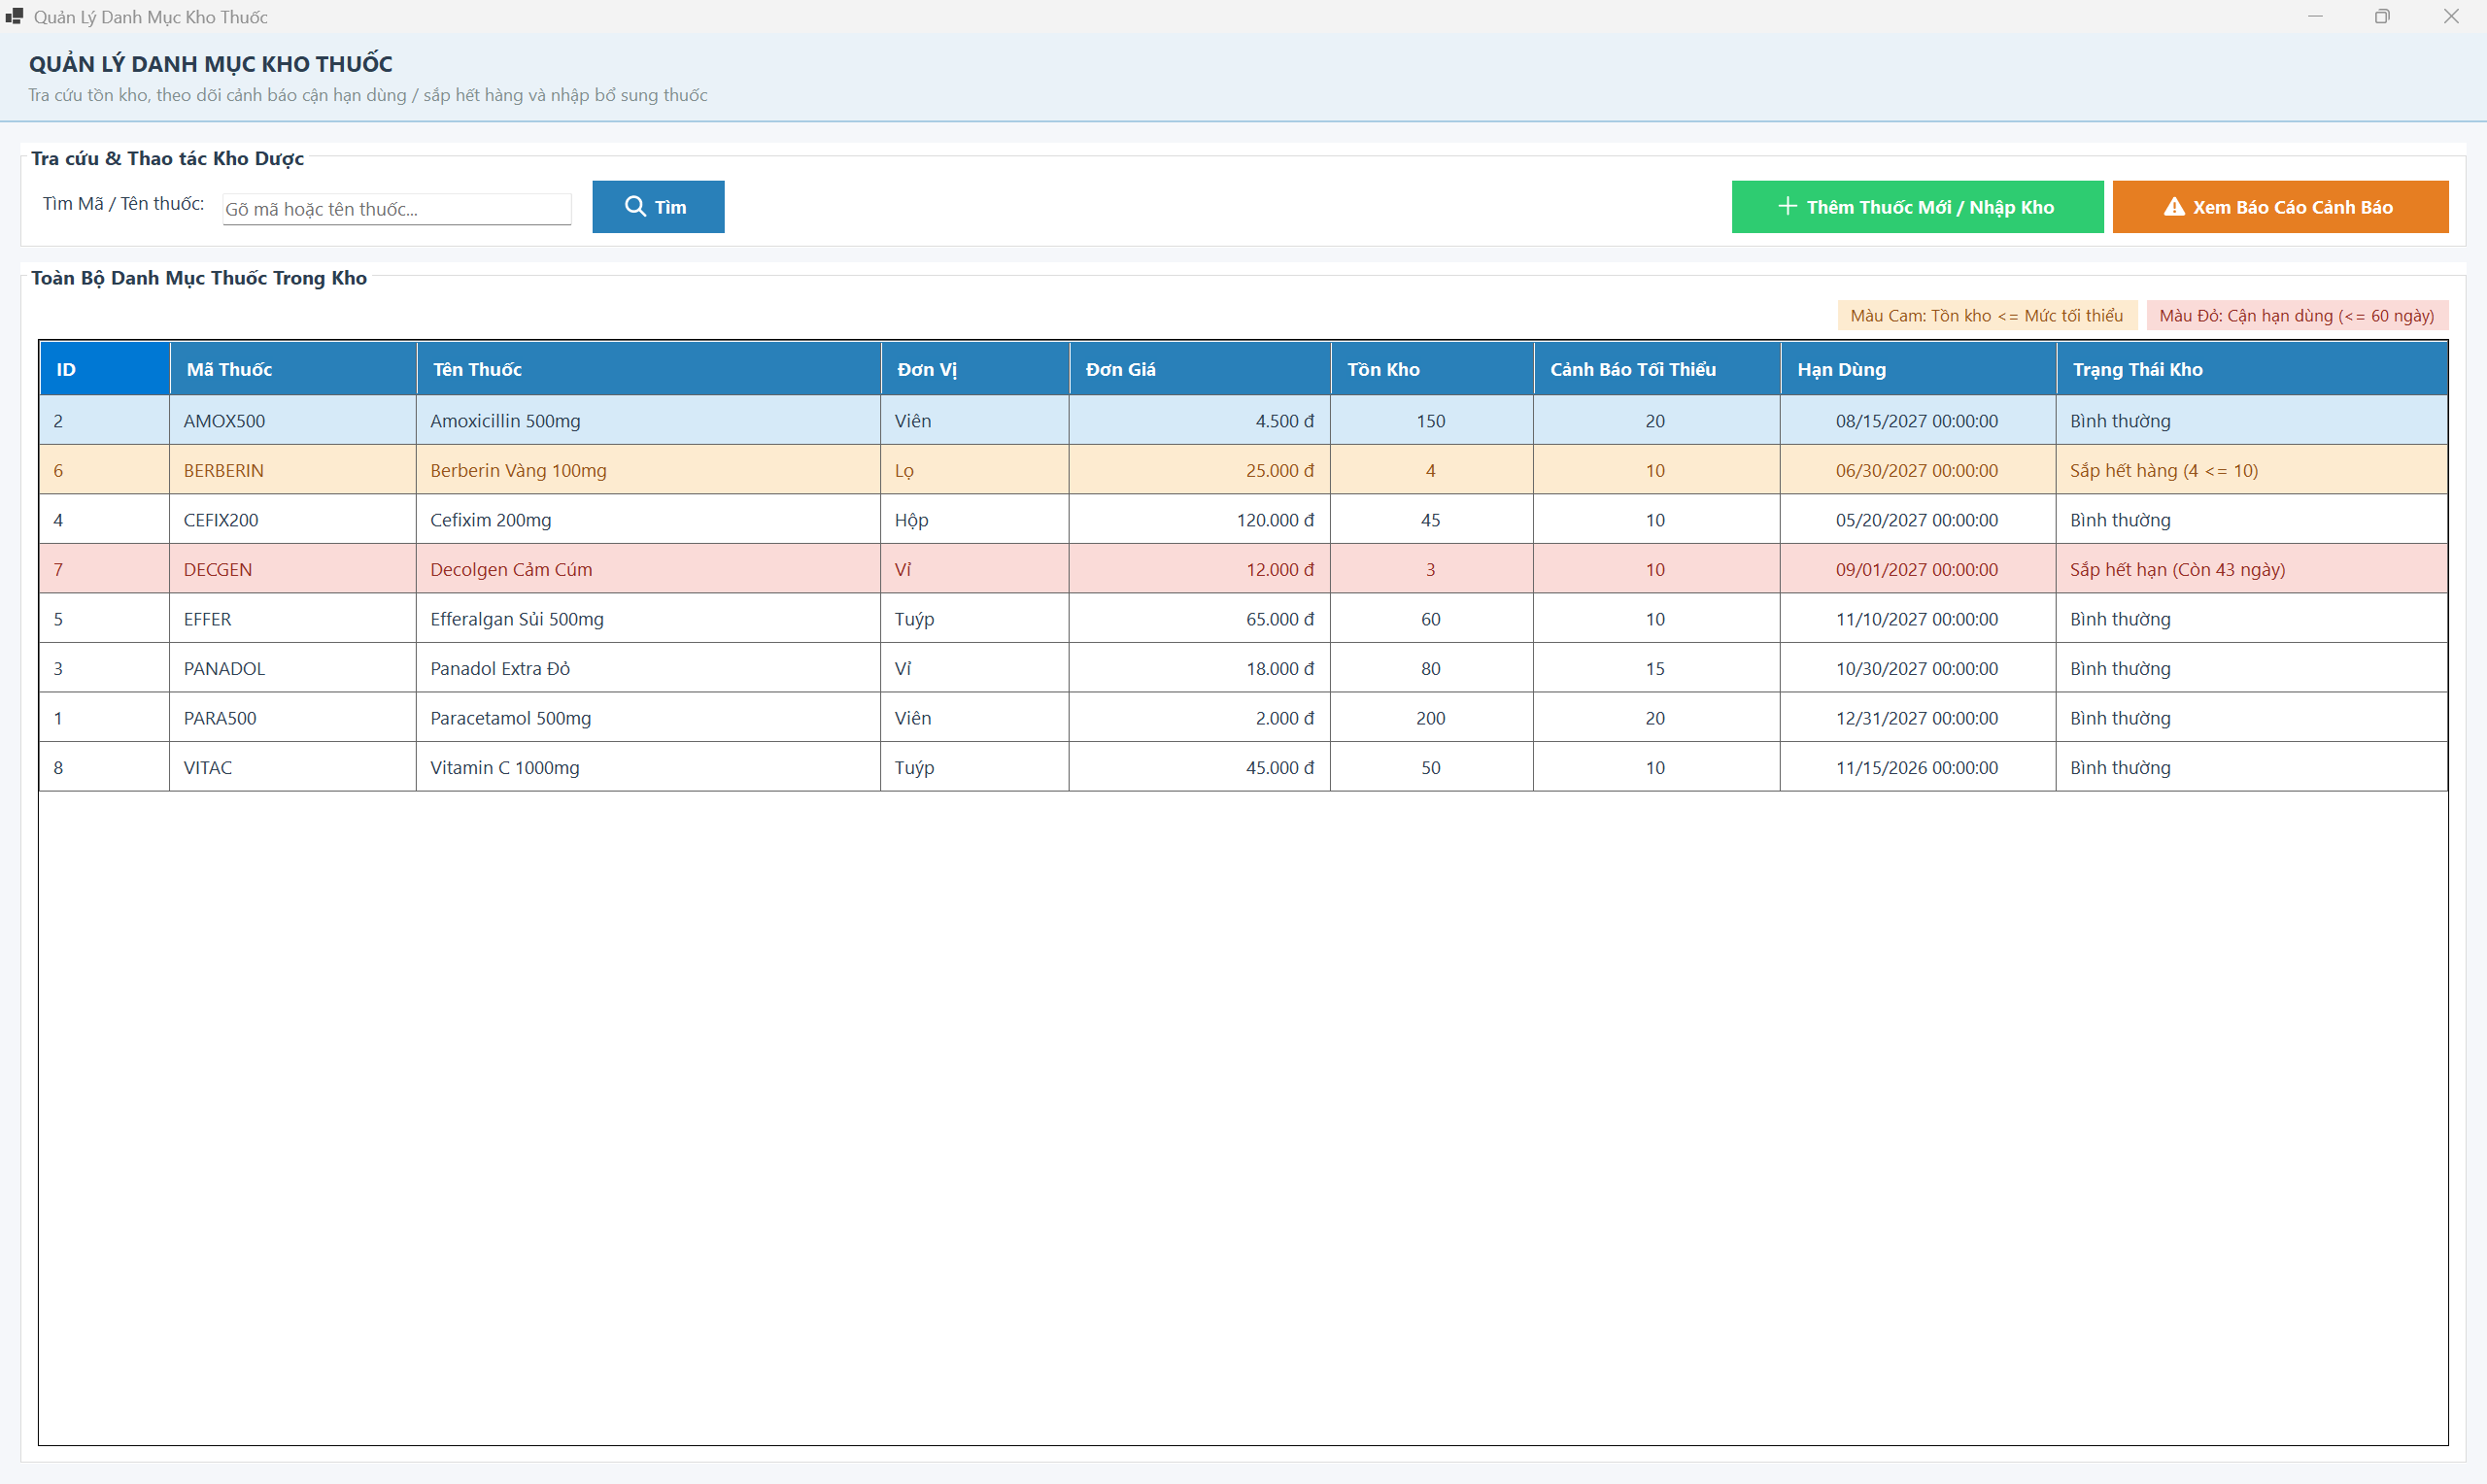 Quản Lý Danh Mục Kho Thuốc
QUẢN LÝ DANH MỤC KHO THUỐC
Tra cứu tồn kho, theo dõi cảnh báo cận hạn dùng / sắp hết hàng và nhập bổ sung thuốc
Tra cứu & Thao tác Kho Dược
Tìm Mã / Tên thuốc: Gõ mã hoặc tên thuốc... Tìm Thêm Thuốc Mới / Nhập Kho Xem Báo Cáo Cảnh Báo
Toàn Bộ Danh Mục Thuốc Trong Kho
Màu Cam: Tồn kho <= Mức tối thiểu Màu Đỏ: Cận hạn dùng (<= 60 ngày)
ID Mã Thuốc Tên Thuốc Đơn Vị Đơn Giá Tồn Kho Cảnh Báo Tối Thiểu Hạn Dùng Trạng Thái Kho
2 AMOX500 Amoxicillin 500mg Viên 4.500 đ 150 20 08/15/2027 00:00:00 Bình thường
6 BERBERIN Berberin Vàng 100mg Lọ 25.000 đ 4 10 06/30/2027 00:00:00 Sắp hết hàng (4 <= 10)
4 CEFIX200 Cefixim 200mg Hộp 120.000 đ 45 10 05/20/2027 00:00:00 Bình thường
7 DECGEN Decolgen Cảm Cúm Vỉ 12.000 đ 3 10 09/01/2027 00:00:00 Sắp hết hạn (Còn 43 ngày)
5 EFFER Efferalgan Sủi 500mg Tuýp 65.000 đ 60 10 11/10/2027 00:00:00 Bình thường
3 PANADOL Panadol Extra Đỏ Vỉ 18.000 đ 80 15 10/30/2027 00:00:00 Bình thường
1 PARA500 Paracetamol 500mg Viên 2.000 đ 200 20 12/31/2027 00:00:00 Bình thường
8 VITAC Vitamin C 1000mg Tuýp 45.000 đ 50 10 11/15/2026 00:00:00 Bình thường